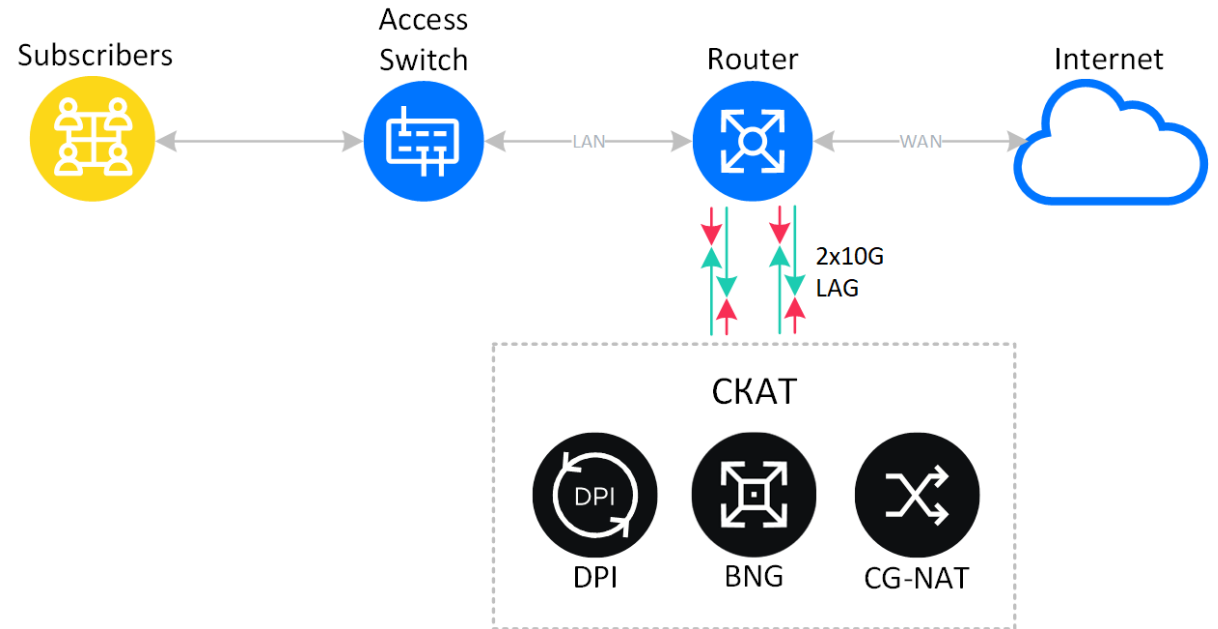 Subscribers
Access
Switch
Router
Internet
LAN
WAN
2x10G
LAG
СКАТ
DPI
DPI
BNG
CG-NAT